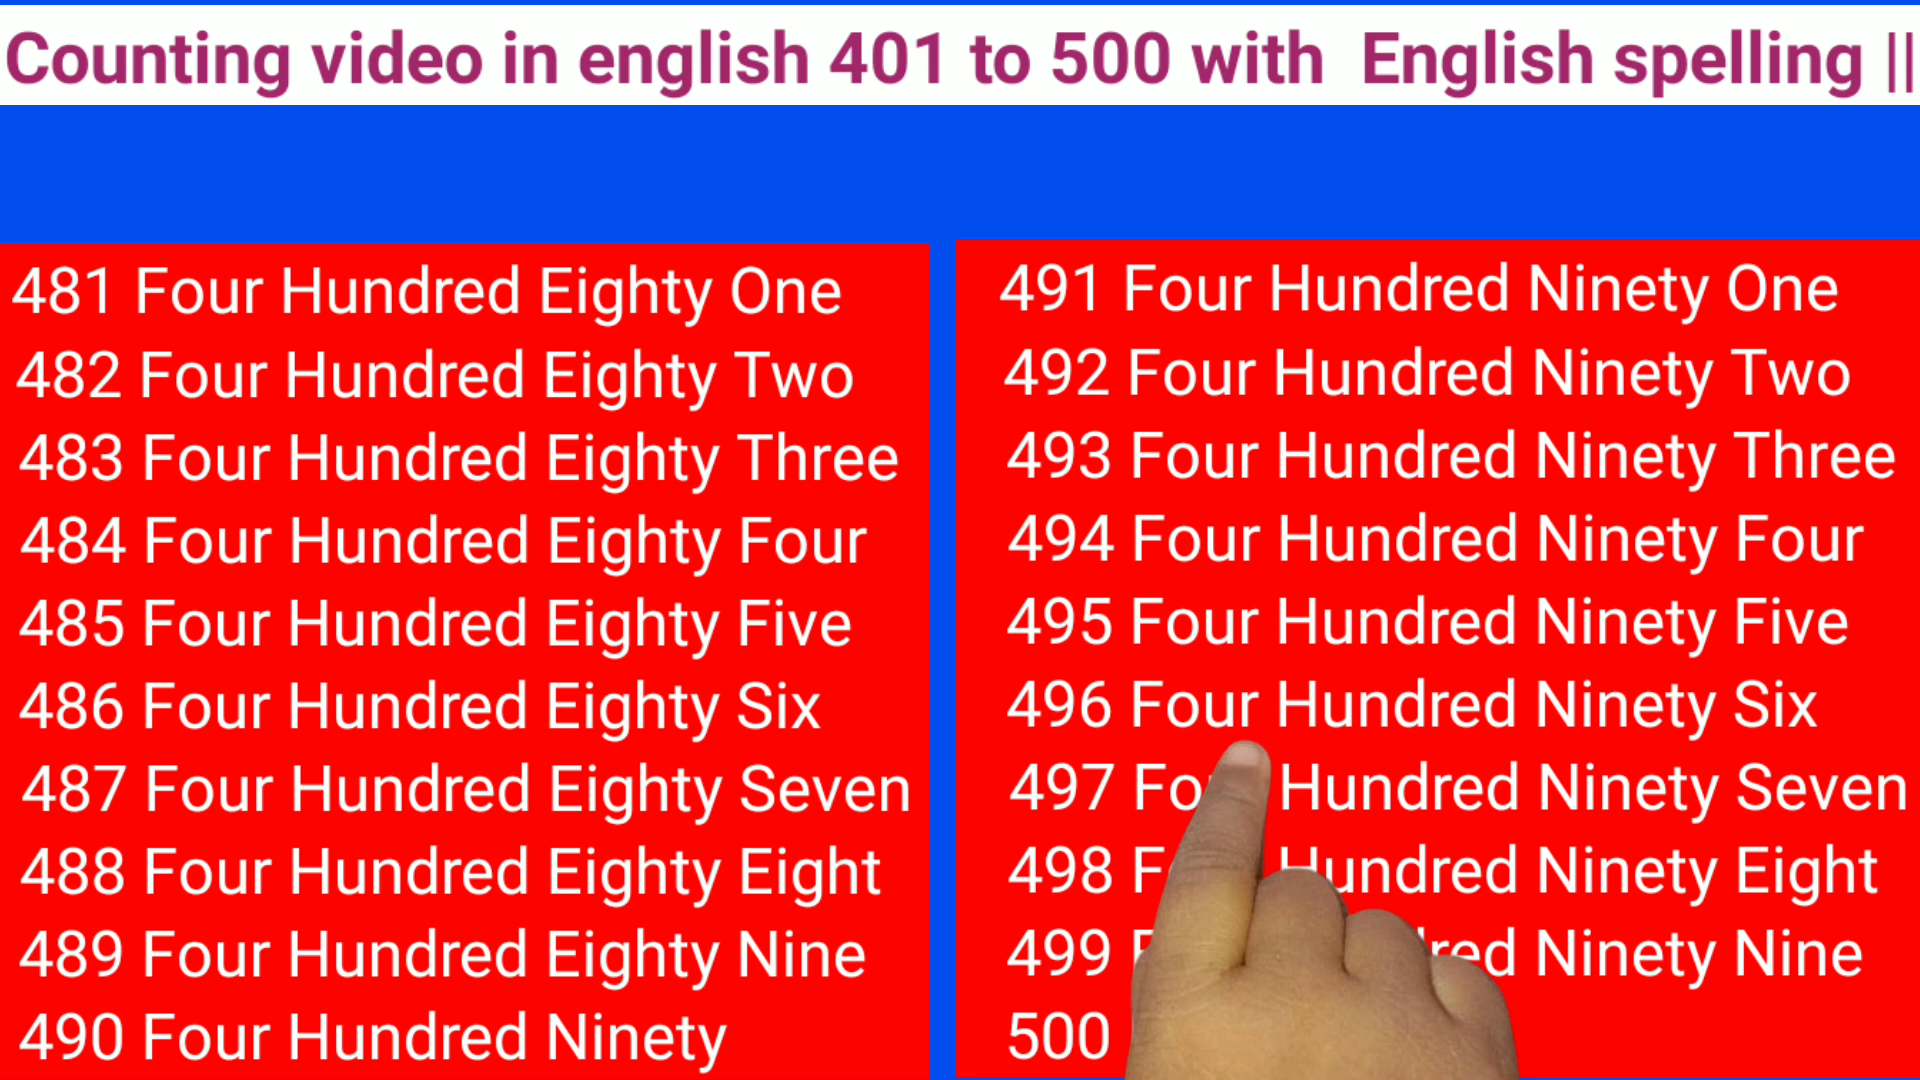 Counting video in english 401 to 500 with English spelling ||
481 Four Hundred Eighty One
482 Four Hundred Eighty Two
483 Four Hundred Eighty Three
484 Four Hundred Eighty Four
485 Four Hundred Eighty Five
486 Four Hundred Eighty Six
487 Four Hundred Eighty Seven
488 Four Hundred Eighty Eight
489 Four Hundred Eighty Nine
490 Four Hundred Ninety
491 Four Hundred Ninety One
492 Four Hundred Ninety Two
493 Four Hundred Ninety Three
494 Four Hundred Ninety Four
495 Four Hundred Ninety Five
496 Four Hundred Ninety Six
497 Hundred Ninety Seven
498 Hundred Ninety Eight
499 Ninety Nine
500